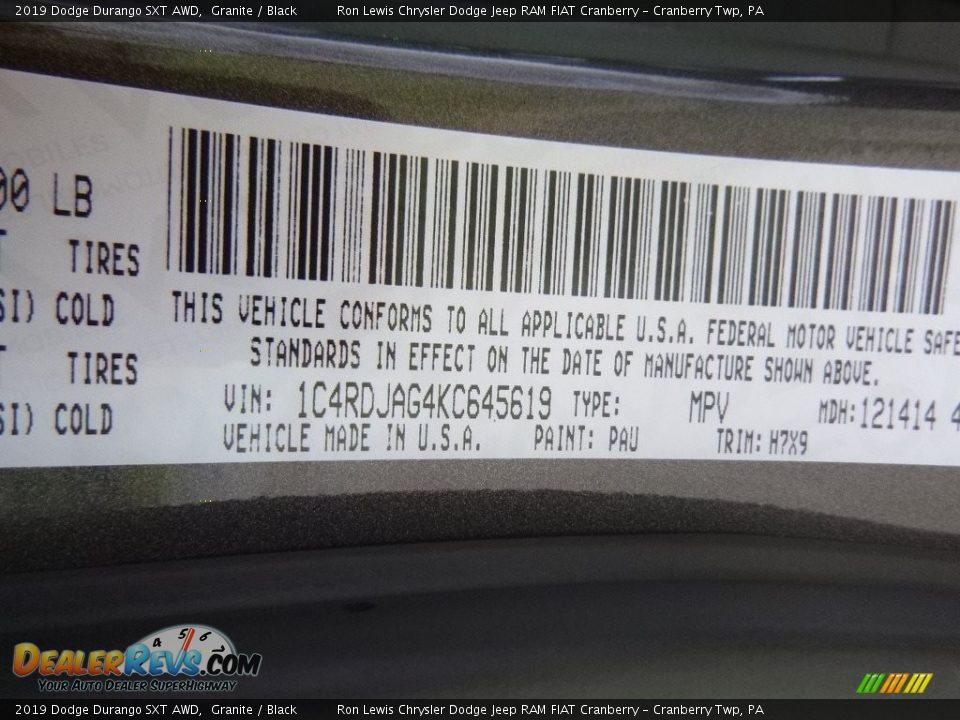 2019 Dodge Durango SXT AWD, Granite / Black Ron Lewis Chrysler Dodge Jeep RAM FIAT Cranberry - Cranberry Twp, PA
00 LB
TIRES
SI) COLD
TIRES
SI) COLD
THIS VEHICLE CONFORMS TO ALL APPLICABLE U.S.A. FEDERAL MOTOR VEHICLE SAFE
STANDARDS IN EFFECT ON THE DATE OF MANUFACTURE SHOWN ABOVE.
VIN: 1C4RDJAG4KC645619 TYPE: MPV MDH: 121414 4
VEHICLE MADE IN U.S.A. PAINT: PAU TRIM: H7X9
4 5 6
DEALERREVS.COM
YOUR AUTO DEALER SUPERHIGHWAY
2019 Dodge Durango SXT AWD, Granite / Black Ron Lewis Chrysler Dodge Jeep RAM FIAT Cranberry - Cranberry Twp, PA